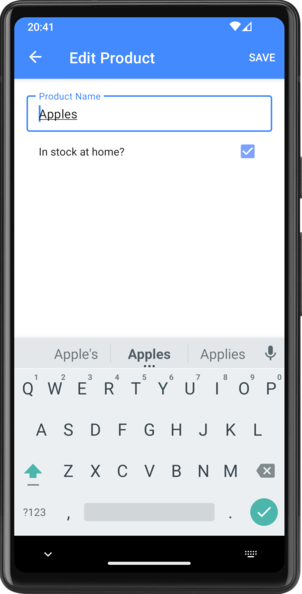 20:41
Edit Product SAVE
Product Name
Apples
In stock at home?
Apple's Apples Applies
1 2 3 4 5 6 7 8 9 0
Q W E R T Y U I O P
A S D F G H J K L
Z X C V B N M
?123 , .